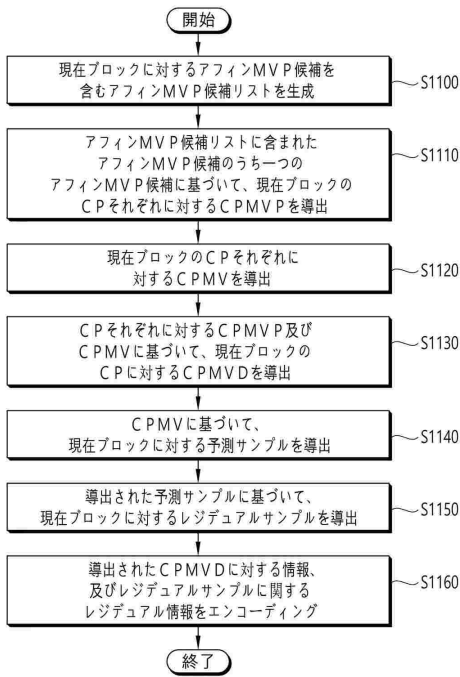 開始
現在ブロックに対するアフィンMVP候補を
含むアフィンMVP候補リストを生成
S1100
アフィンMVP候補リストに含まれた
アフィンMVP候補のうち一つの
アフィンMVP候補に基づいて、現在ブロックの
CPそれぞれに対するCPMVPを導出
S1110
現在ブロックのCPそれぞれに
対するCPMVを導出
S1120
CPそれぞれに対するCPMVP及び
CPMVに基づいて、現在ブロックの
CPに対するCPMVDを導出
S1130
CPMVに基づいて、
現在ブロックに対する予測サンプルを導出
S1140
導出された予測サンプルに基づいて、
現在ブロックに対するレジデュアルサンプルを導出
S1150
導出されたCPMVDに対する情報、
及びレジデュアルサンプルに関する
レジデュアル情報をエンコーディング
S1160
終了